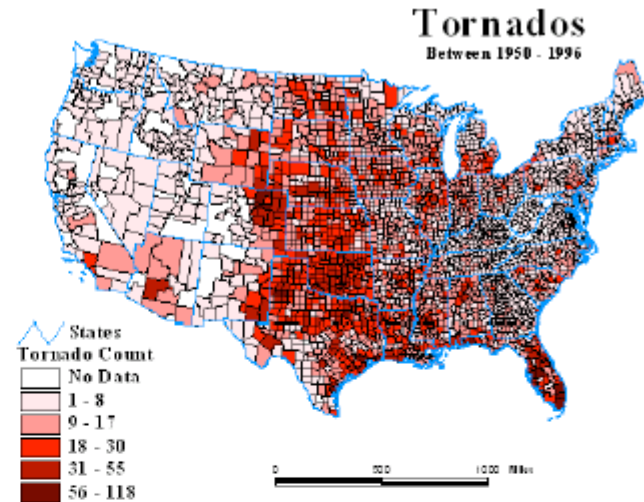 Tornados
Between 1950 - 1996
States
Tornado Count
No Data
1 - 8
9 - 17
18 - 30
31 - 55
56 - 118
0 500 1000 Miles